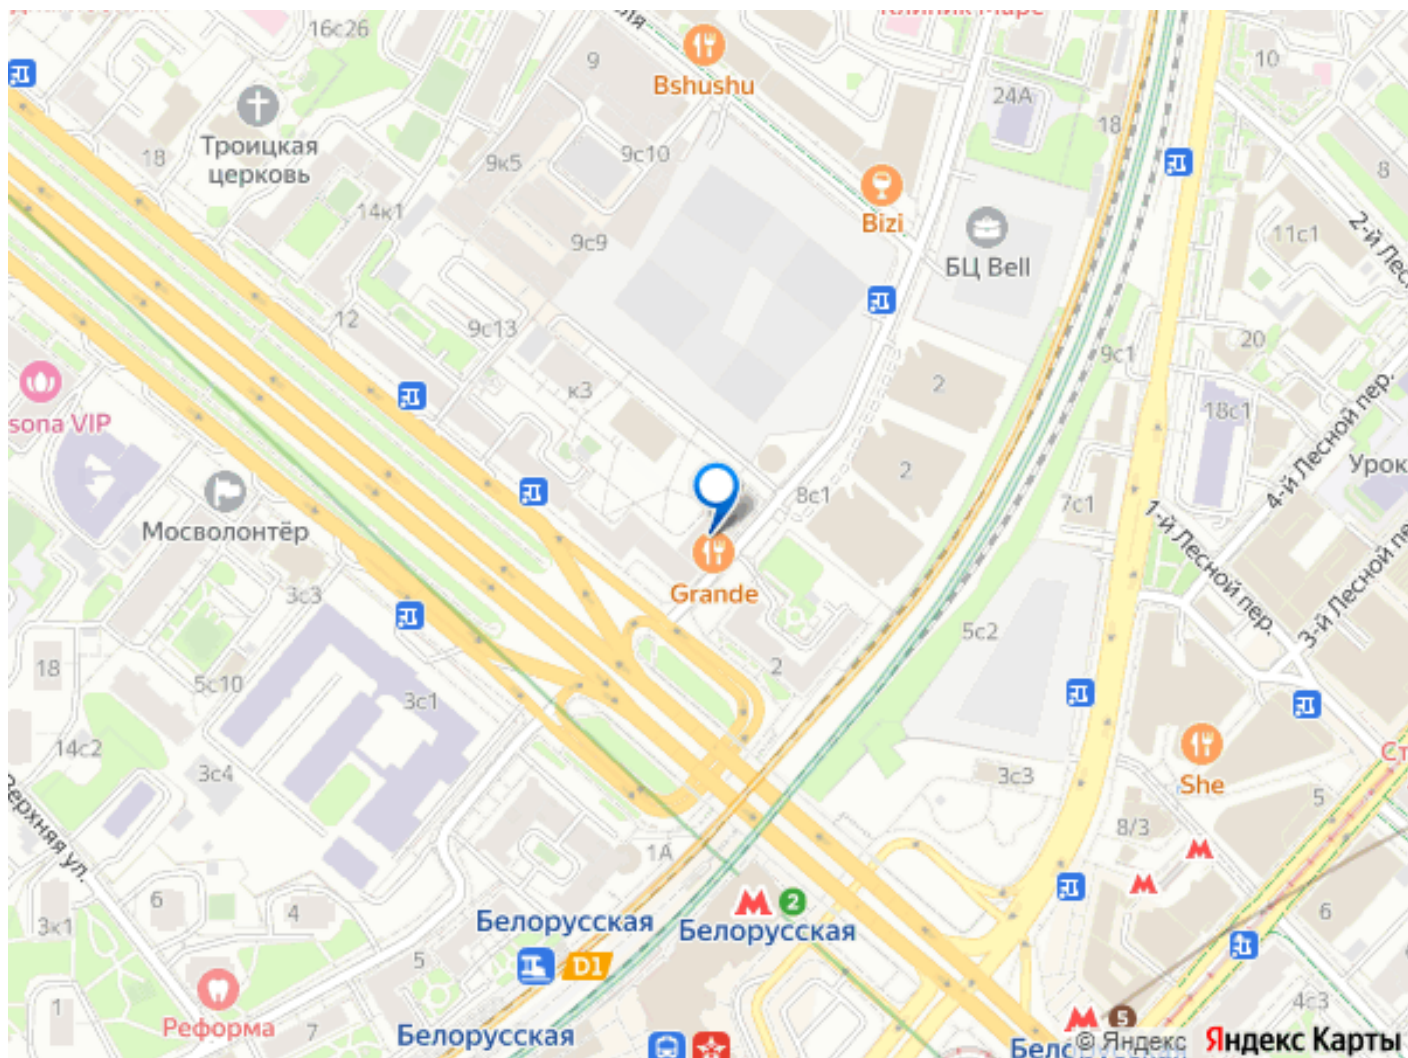 16с26
9
Bshushu
24А
10
18
Троицкая
церковь
18
9к5
9с10
8
14к1
Bizi
2-й Лес
11с1
9с9
БЦ Bell
12
9с13
20
9с1
к3
2
sona VIP
18с1
4-й Лесной пер.
Урок
2
8с1
7с1
1-й Лесной пер.
Мосволонтёр
3-й Лесной пе
Grande
3с3
5с2
18
5с10
2
3с1
14с2
3с4
3с3
She
Ст
5
8/3
Верхняя ул.
1А
6
4
3к1
2
6
Белорусская
Белорусская
D1
5
Реформа
1
7
4с3
5
Белорусская
© Яндекс
Яндекс Карты